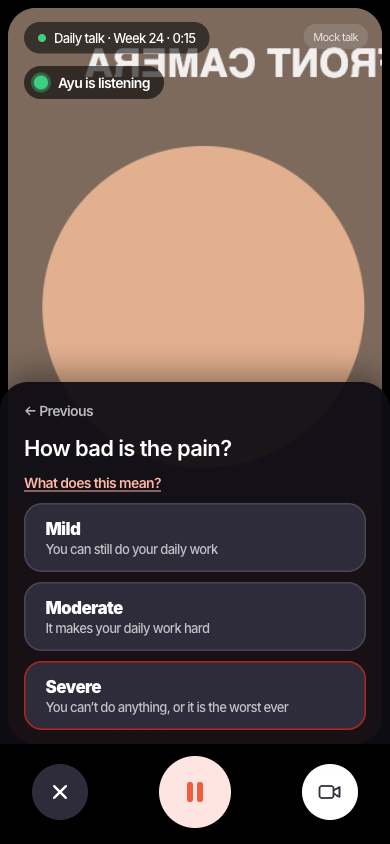 Daily talk · Week 24 · 0:15
Mock talk
FRONT CAMERA
Ayu is listening
← Previous
How bad is the pain?
What does this mean?
Mild
You can still do your daily work
Moderate
It makes your daily work hard
Severe
You can't do anything, or it is the worst ever